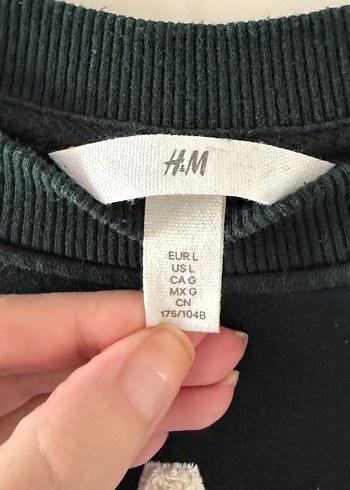 H&M
EUR L
US L
CA G
MX G
CN
175/104B